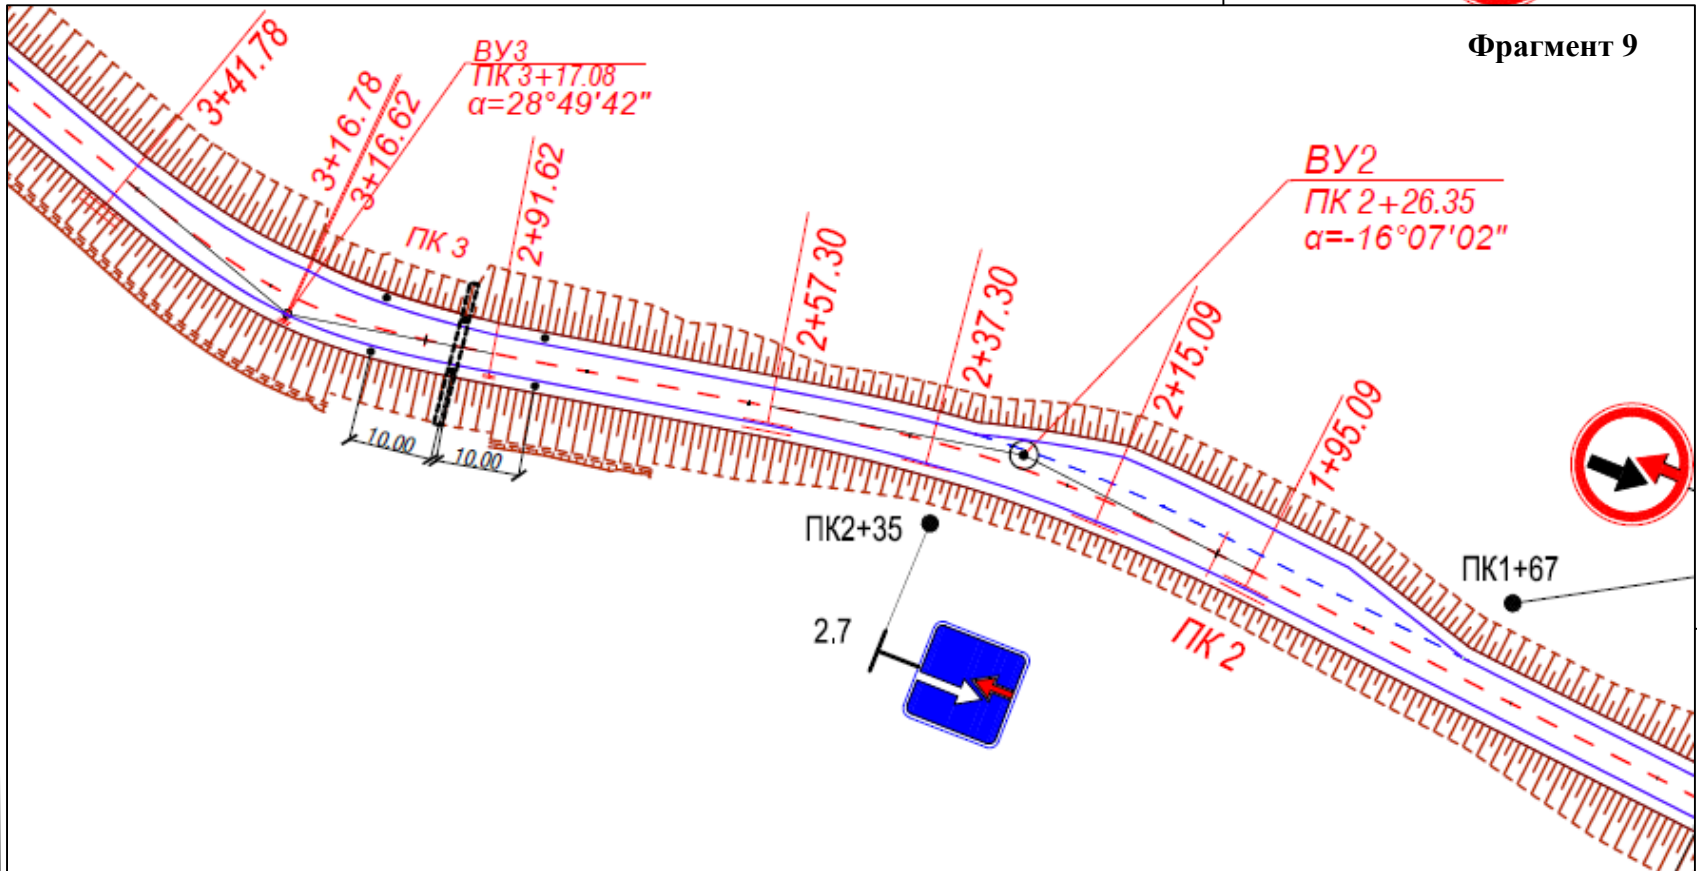 Фрагмент 9
3+41.78
3+16.78
3+16.62
ВУ3
ПК 3+17.08
α=28°49'42"
ПК 3
2+91.62
2+57.30
2+37.30
ВУ2
ПК 2+26.35
α=-16°07'02"
2+15.09
1+95.09
10.00
10.00
ПК2+35
2.7
ПК1+67
ПК 2